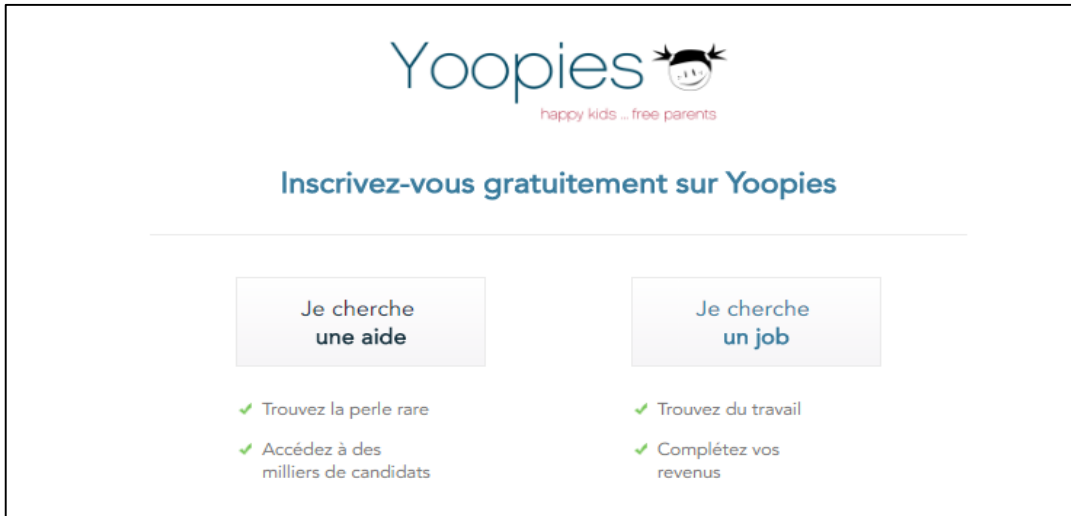 Yoopies
happy kids ... free parents
Inscrivez-vous gratuitement sur Yoopies
Je cherche
une aide
Trouvez la perle rare
Accédez à des
milliers de candidats
Je cherche
un job
Trouvez du travail
Complétez vos
revenus